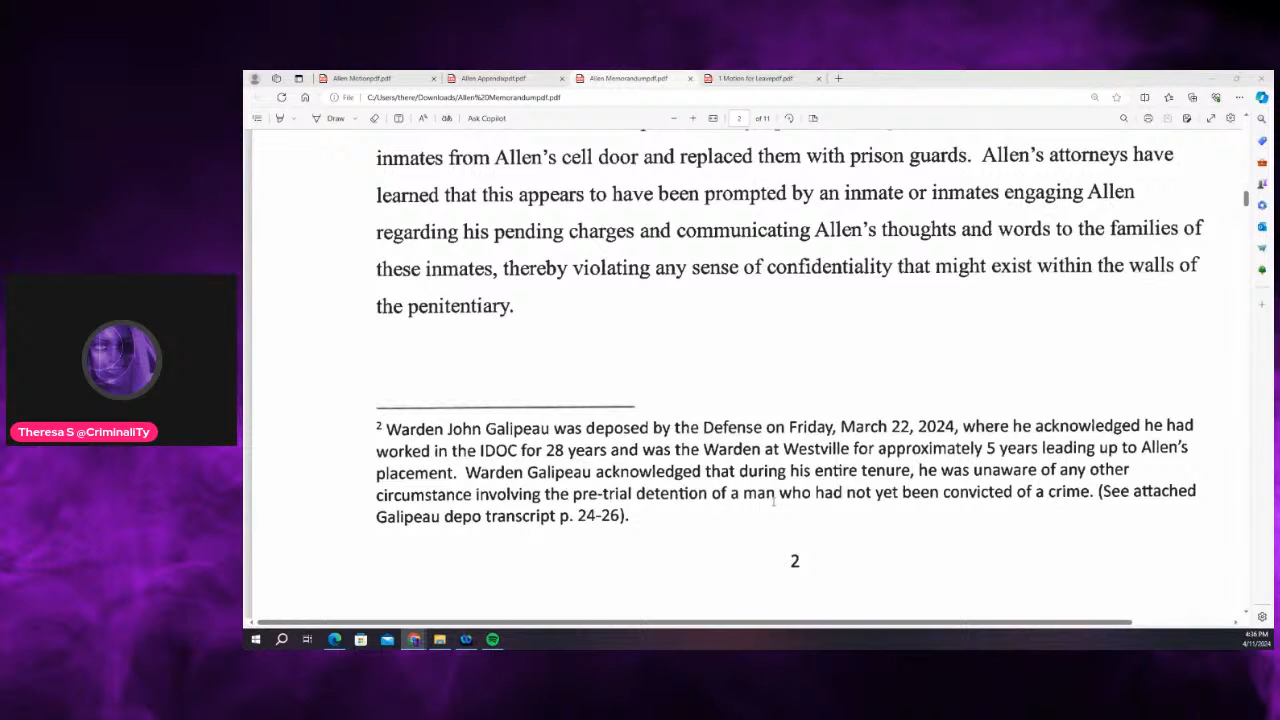 Allen Motionpdf.pdf
Allen Appendixpdf.pdf
Allen Memorandumpdf.pdf
1 Motion for Leavepdf.pdf
File
C:/Users/there/Downloads/Allen%20Memorandumpdf.pdf
Draw
Ask Copilot
2
of 11
inmates from Allen's cell door and replaced them with prison guards. Allen's attorneys have
learned that this appears to have been prompted by an inmate or inmates engaging Allen
regarding his pending charges and communicating Allen's thoughts and words to the families of
these inmates, thereby violating any sense of confidentiality that might exist within the walls of
the penitentiary.
2 Warden John Galipeau was deposed by the Defense on Friday, March 22, 2024, where he acknowledged he had
worked in the IDOC for 28 years and was the Warden at Westville for approximately 5 years leading up to Allen's
placement. Warden Galipeau acknowledged that during his entire tenure, he was unaware of any other
circumstance involving the pre-trial detention of a man who had not yet been convicted of a crime. (See attached
Galipeau depo transcript p. 24-26).
2
Theresa S @CriminaliTy
4:36 PM
4/11/2024